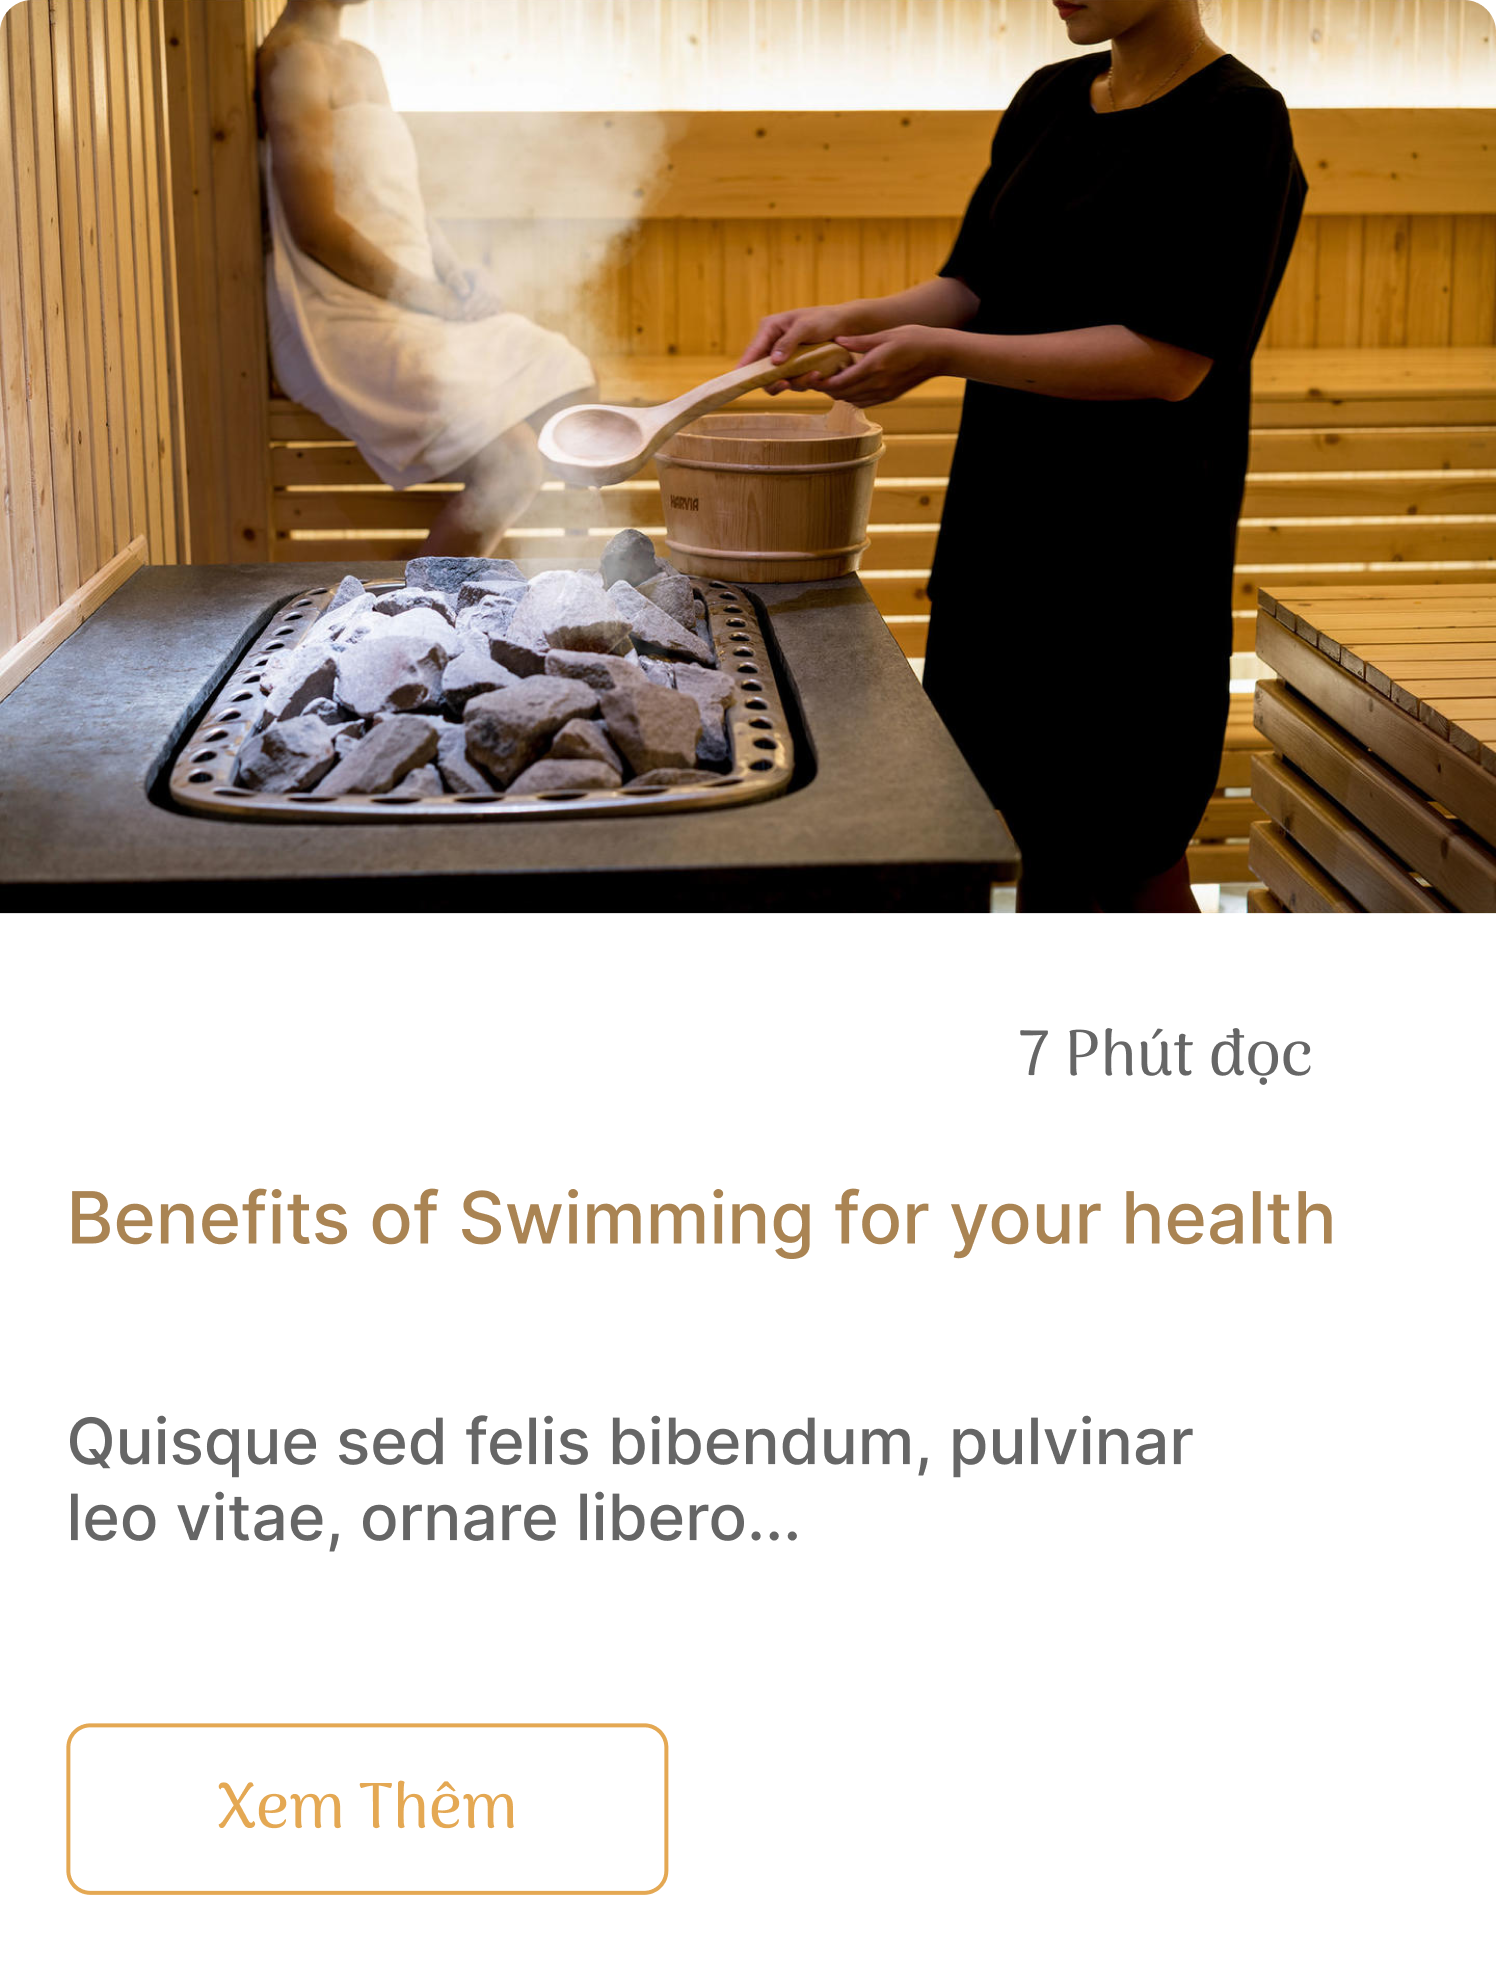 HARVIA
7 Phút đọc
Benefits of Swimming for your health
Quisque sed felis bibendum, pulvinar
leo vitae, ornare libero...
Xem Thêm